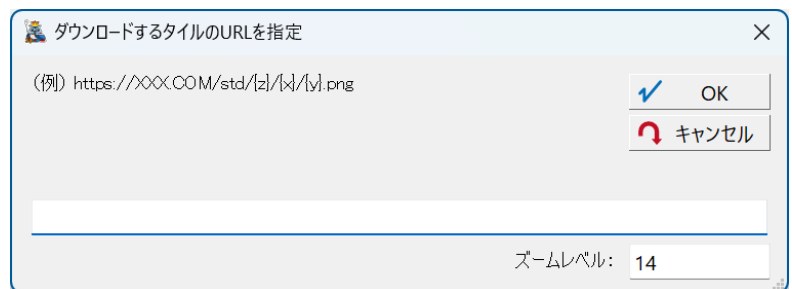 ダウンロードするタイルのURLを指定
(例) https://XXX.COM/std/{z}/{x}/{y}.png
OK
キャンセル
ズームレベル: 14